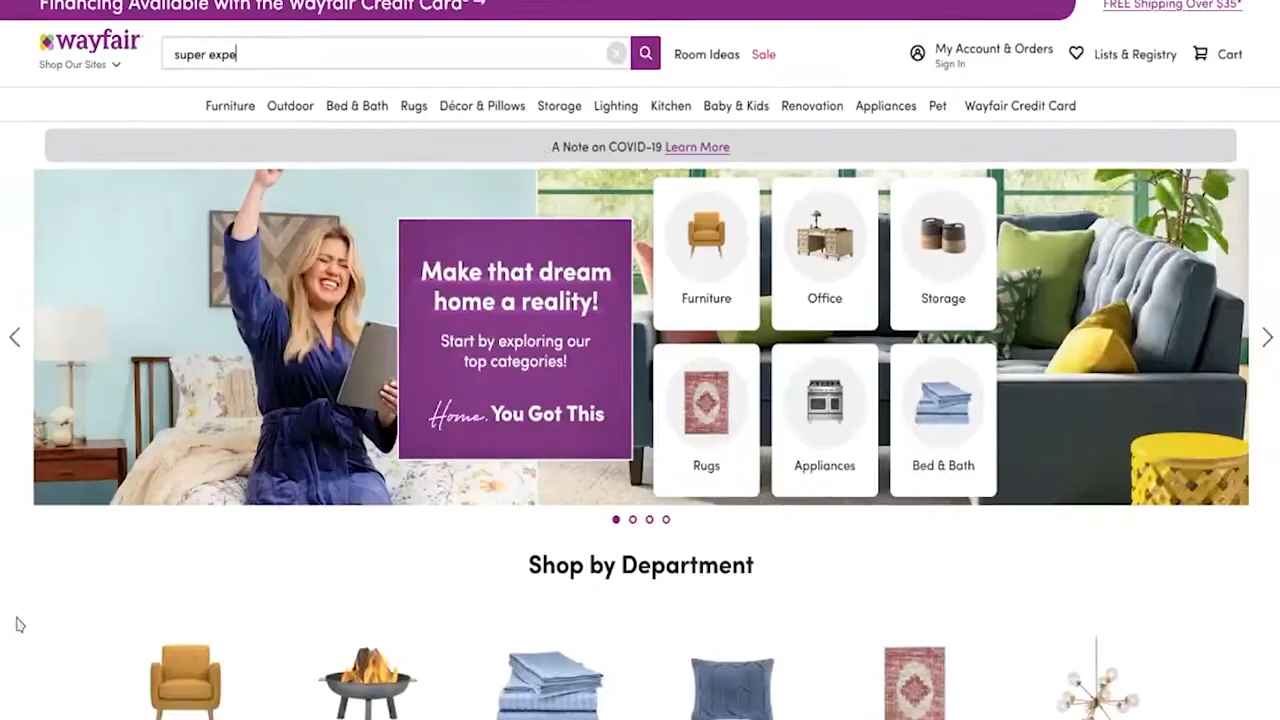 Financing Available with the Wayfair Credit Card
FREE Shipping Over $35*
wayfair
super expe
Room Ideas
Sale
My Account & Orders
Sign In
Lists & Registry
Cart
Shop Our Sites
Furniture Outdoor Bed & Bath Rugs Décor & Pillows Storage Lighting Kitchen Baby & Kids Renovation Appliances Pet Wayfair Credit Card
A Note on COVID-19 Learn More
Make that dream
home a reality!
Start by exploring our
top categories!
Home. You Got This
Furniture
Office
Storage
Rugs
Appliances
Bed & Bath
Shop by Department